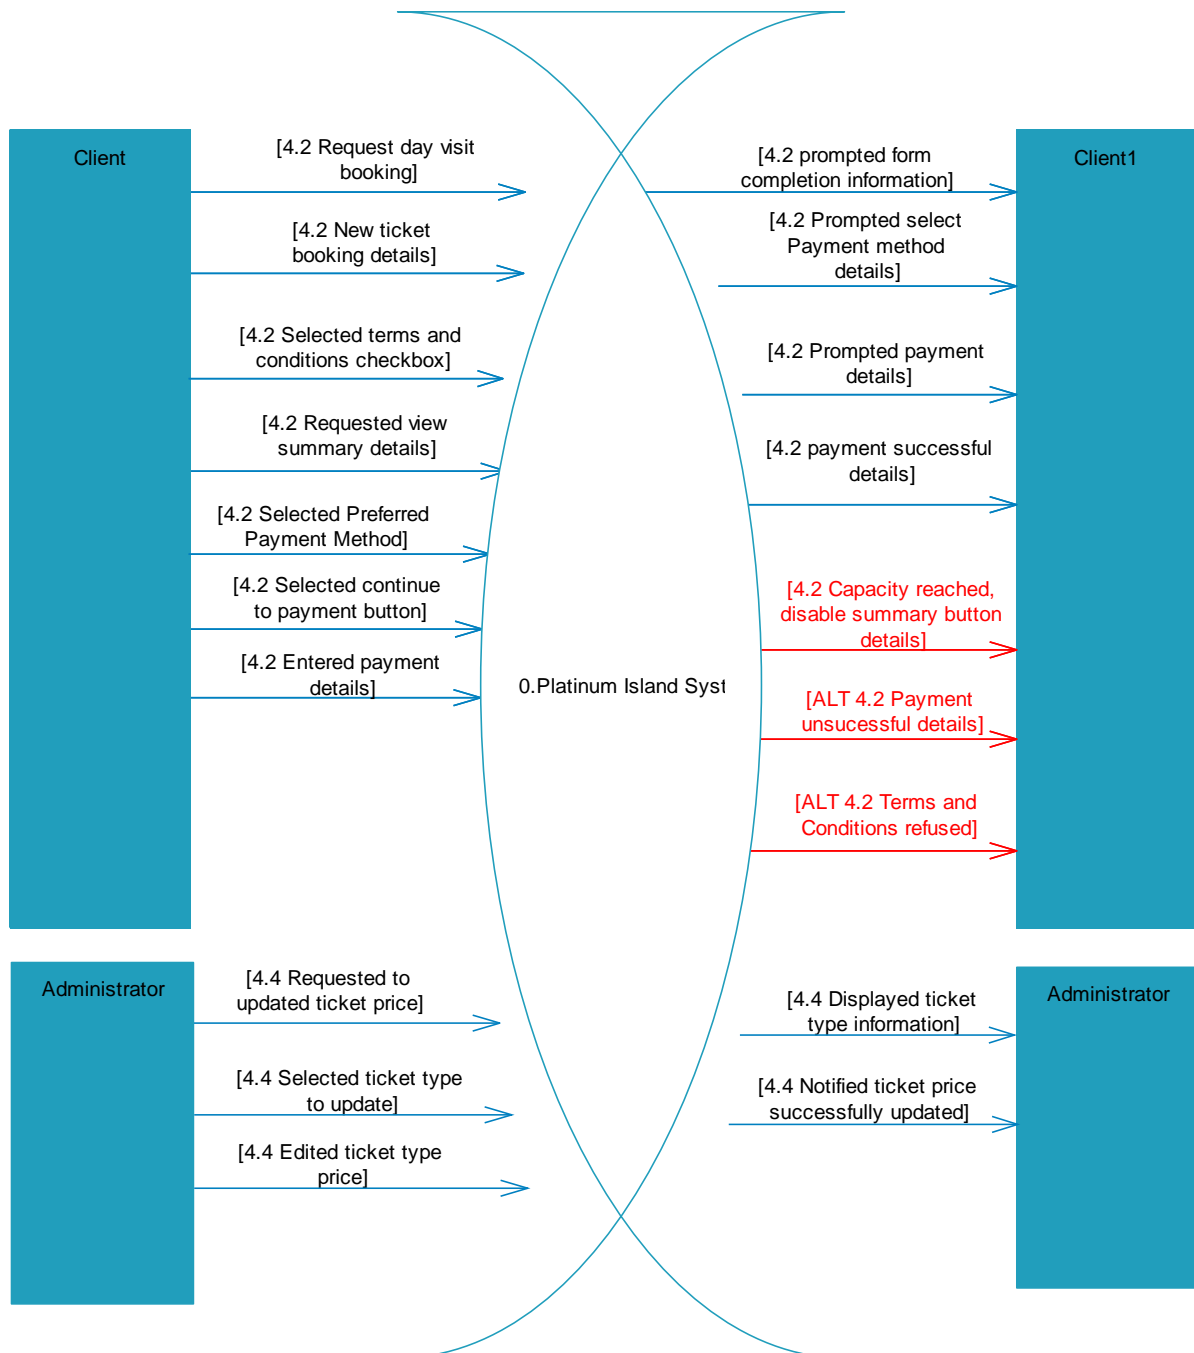 Client
[4.2 Request day visit
booking]
[4.2 New ticket
booking details]
[4.2 Selected terms and
conditions checkbox]
[4.2 Requested view
summary details]
[4.2 Selected Preferred
Payment Method]
[4.2 Selected continue
to payment button]
[4.2 Entered payment
details]
0.Platinum Island Syst
[4.2 prompted form
completion information]
[4.2 Prompted select
Payment method
details]
[4.2 Prompted payment
details]
[4.2 payment successful
details]
[4.2 Capacity reached,
disable summary button
details]
[ALT 4.2 Payment
unsucessful details]
[ALT 4.2 Terms and
Conditions refused]
Client1
Administrator
[4.4 Requested to
updated ticket price]
[4.4 Selected ticket type
to update]
[4.4 Edited ticket type
price]
[4.4 Displayed ticket
type information]
[4.4 Notified ticket price
successfully updated]
Administrator